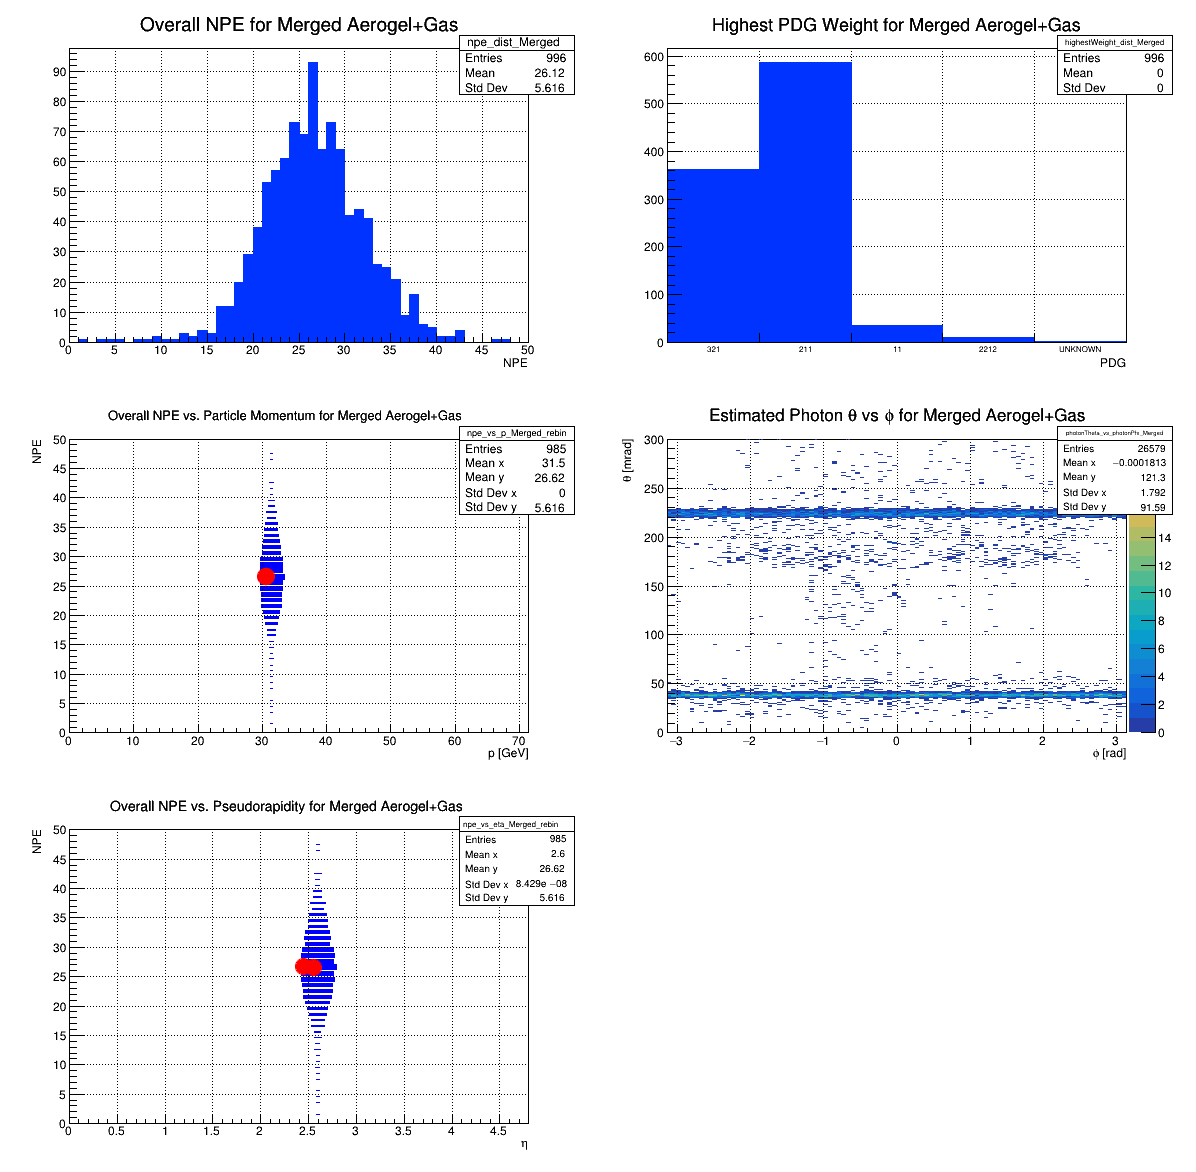 Overall NPE for Merged Aerogel+Gas
npe_dist_Merged
Entries 996
Mean 26.12
Std Dev 5.616
90
80
70
60
50
40
30
20
10
0
0 5 10 15 20 25 30 35 40 45 50
NPE
Highest PDG Weight for Merged Aerogel+Gas
highestWeight_dist_Merged
Entries 996
Mean 0
Std Dev 0
600
500
400
300
200
100
0
321 211 11 2212 UNKNOWN
PDG
Overall NPE vs. Particle Momentum for Merged Aerogel+Gas
npe_vs_p_Merged_rebin
Entries 985
Mean x 31.5
Mean y 26.62
Std Dev x 0
Std Dev y 5.616
NPE
50
45
40
35
30
25
20
15
10
5
0
0 10 20 30 40 50 60 70
p [GeV]
Estimated Photon θ vs ϕ for Merged Aerogel+Gas
photonTheta_vs_photonPhi_Merged
Entries 26579
Mean x −0.0001813
Mean y 121.3
Std Dev x 1.792
Std Dev y 91.59
θ [mrad]
300
250
200
150
100
50
0
−3 −2 −1 0 1 2 3
ϕ [rad]
14
12
10
8
6
4
2
0
Overall NPE vs. Pseudorapidity for Merged Aerogel+Gas
npe_vs_eta_Merged_rebin
Entries 985
Mean x 2.6
Mean y 26.62
Std Dev x 8.429e −08
Std Dev y 5.616
NPE
50
45
40
35
30
25
20
15
10
5
0
0 0.5 1 1.5 2 2.5 3 3.5 4 4.5
η